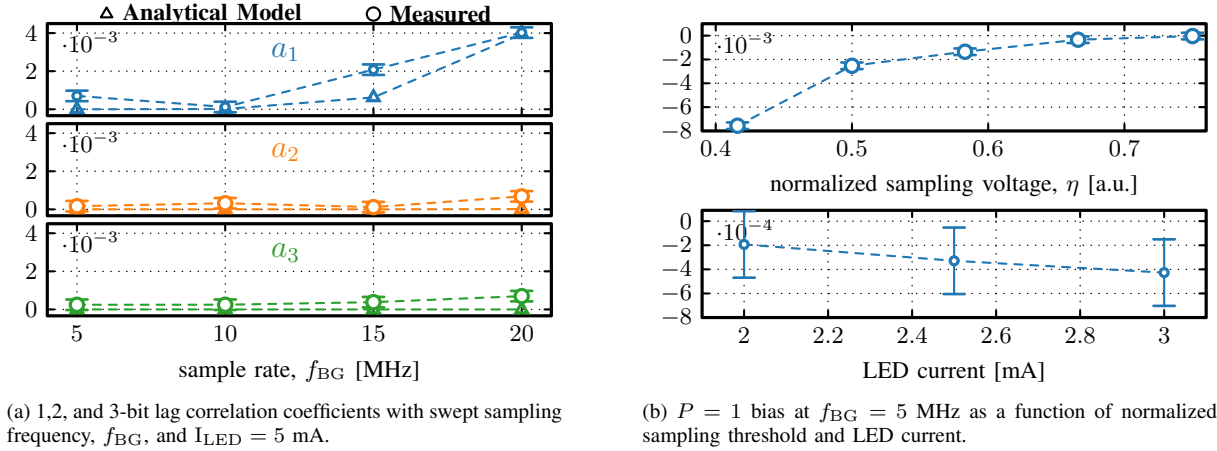 △ Analytical Model ○ Measured
4
2
0
·10⁻³
a₁
4
2
0
·10⁻³
a₂
4
2
0
·10⁻³
a₃
5 10 15 20
sample rate, f_BG [MHz]
(a) 1,2, and 3-bit lag correlation coefficients with swept sampling
frequency, f_BG, and I_LED = 5 mA.
0
−2
−4
−6
−8
·10⁻³
0.4 0.5 0.6 0.7
normalized sampling voltage, η [a.u.]
0
−2
−4
−6
−8
·10⁻⁴
2 2.2 2.4 2.6 2.8 3
LED current [mA]
(b) P = 1 bias at f_BG = 5 MHz as a function of normalized
sampling threshold and LED current.